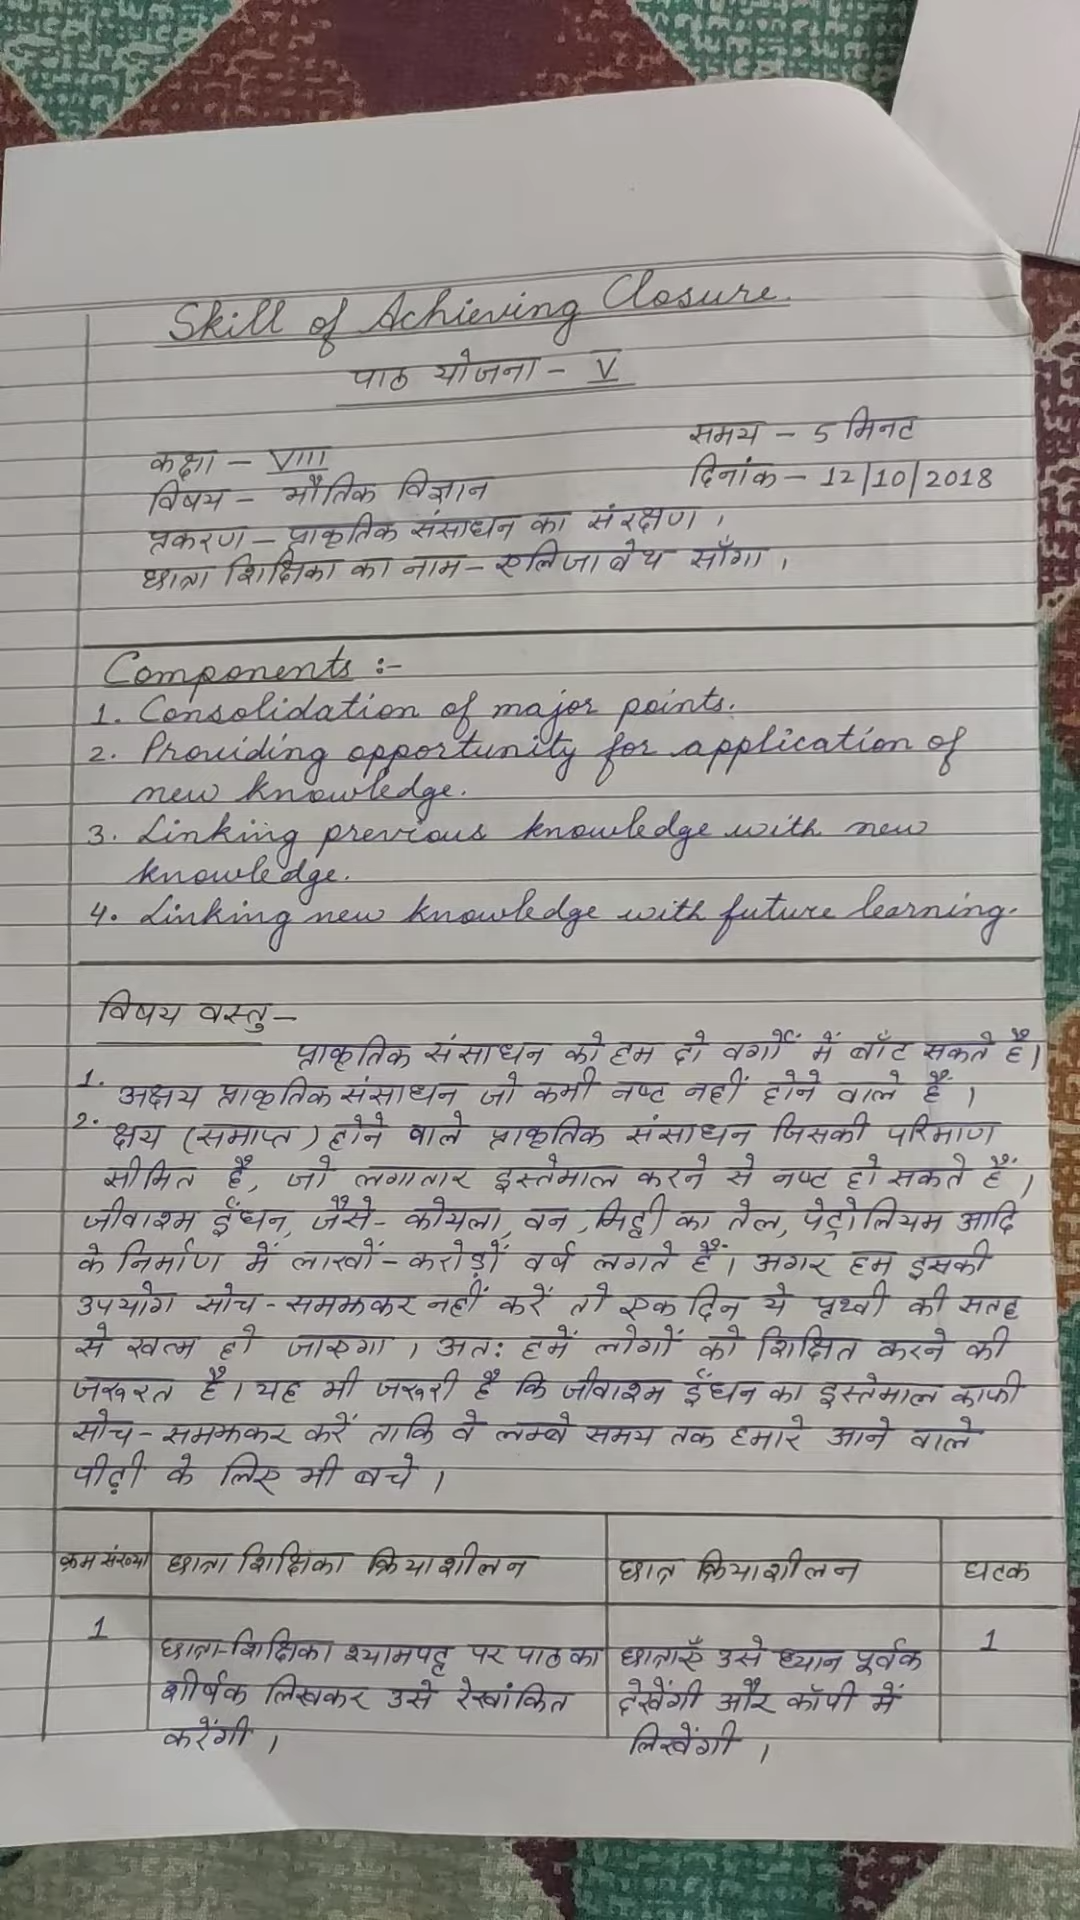 Skill of Achieving Closure.
पाठ योजना - V
समय - 5 मिनट
कक्षा - VIII
दिनांक - 12/10/2018
विषय - भौतिक विज्ञान
प्रकरण - प्राकृतिक संसाधन का संरक्षण।
छात्रा शिक्षिका का नाम - एलिजावेथ साँगा।
Components :-
1. Consolidation of major points.
2. Providing opportunity for application of
new knowledge.
3. Linking previous knowledge with new
knowledge.
4. Linking new knowledge with future learning.
विषय वस्तु -
प्राकृतिक संसाधन को हम दो वर्गों में बाँट सकते हैं।
1. अक्षय प्राकृतिक संसाधन जो कभी नष्ट नहीं होने वाले हैं।
2. क्षय (समाप्त) होने वाले प्राकृतिक संसाधन जिसकी परिमाण
सीमित है, जो लगातार इस्तेमाल करने से नष्ट हो सकते हैं।
जीवाश्म ईंधन, जैसे - कोयला, वन, मिट्टी का तेल, पेट्रोलियम आदि
के निर्माण में लाखों - करोड़ों वर्ष लगते हैं। अगर हम इसकी
उपयोग सोच - समझकर नहीं करें तो एक दिन ये पृथ्वी की सतह
से खत्म हो जाएगा। अतः हमें लोगों को शिक्षित करने की
जरूरत है। यह भी जरूरी है कि जीवाश्म ईंधन का इस्तेमाल काफी
सोच - समझकर करें ताकि वे लम्बे समय तक हमारे आने वाले
पीढ़ी के लिए भी बचे।
क्रम संख्या छात्रा शिक्षिका क्रियाशीलन छात्र क्रियाशीलन घटक
1 छात्रा-शिक्षिका श्यामपट्ट पर पाठ का छात्राएँ उसे ध्यान पूर्वक 1
शीर्षक लिखकर उसे रेखांकित देखेंगी और कॉपी में
करेंगी। लिखेंगी।